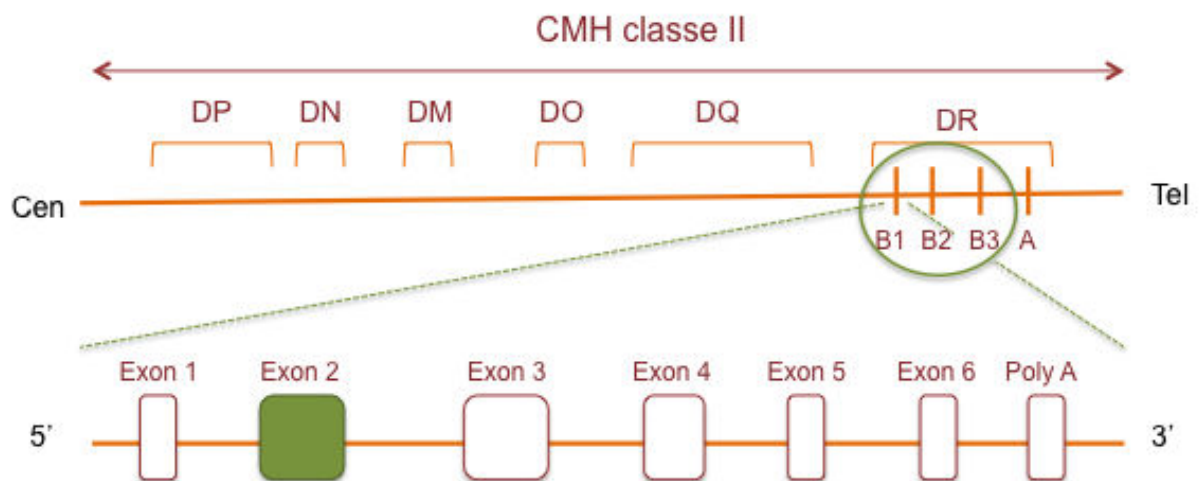 CMH classe II
DP DN DM DO DQ DR
Cen Tel
B1 B2 B3 A
Exon 1 Exon 2 Exon 3 Exon 4 Exon 5 Exon 6 Poly A
5’ 3’